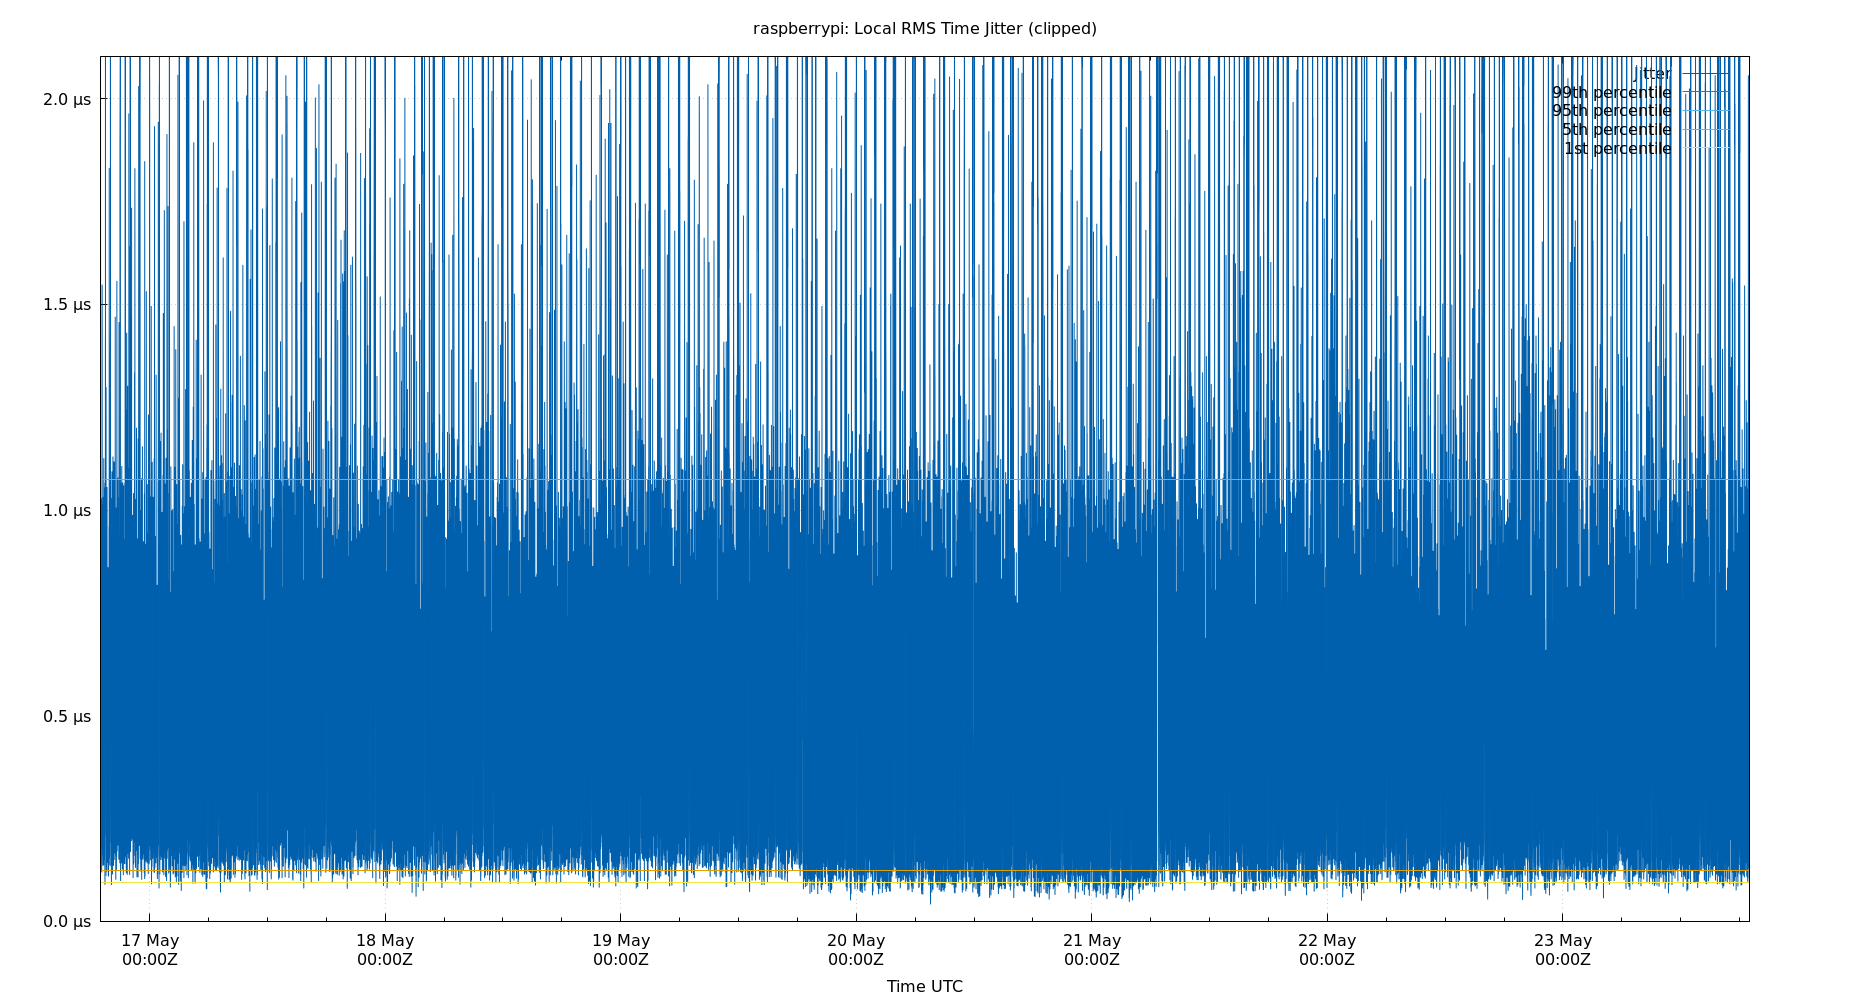 raspberrypi: Local RMS Time Jitter (clipped)
Jitter
99th percentile
95th percentile
5th percentile
1st percentile
2.0 µs
1.5 µs
1.0 µs
0.5 µs
0.0 µs
17 May 18 May 19 May 20 May 21 May 22 May 23 May
00:00Z 00:00Z 00:00Z 00:00Z 00:00Z 00:00Z 00:00Z
Time UTC